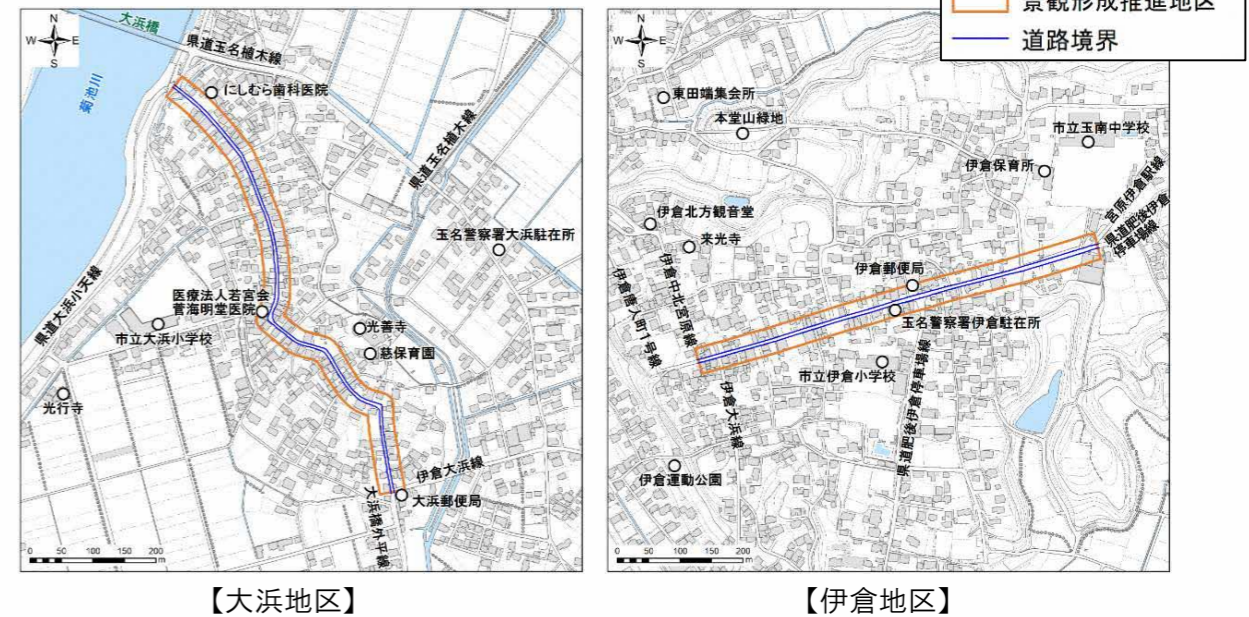 景観形成推進地区
道路境界
N
W E
S
大浜橋
県道玉名植木線
菊池川
にしむら歯科医院
県道玉名植木線
玉名警察署大浜駐在所
県道大浜小天線
医療法人若宮会
菅海明堂医院
市立大浜小学校
光善寺
慈保育園
光行寺
伊倉大浜線
大浜郵便局
大浜橋外平線
0 50 100 150 200
m
【大浜地区】
N
W E
S
東田端集会所
本堂山緑地
市立玉南中学校
伊倉保育所
宮原伊倉駅線
県道肥後伊倉
停車場線
伊倉北方観音堂
来光寺
伊倉郵便局
伊倉唐人町1号線
伊倉中北宮原線
玉名警察署伊倉駐在所
市立伊倉小学校
県道肥後伊倉停車場線
伊倉大浜線
伊倉運動公園
0 50 100 150 200
m
【伊倉地区】